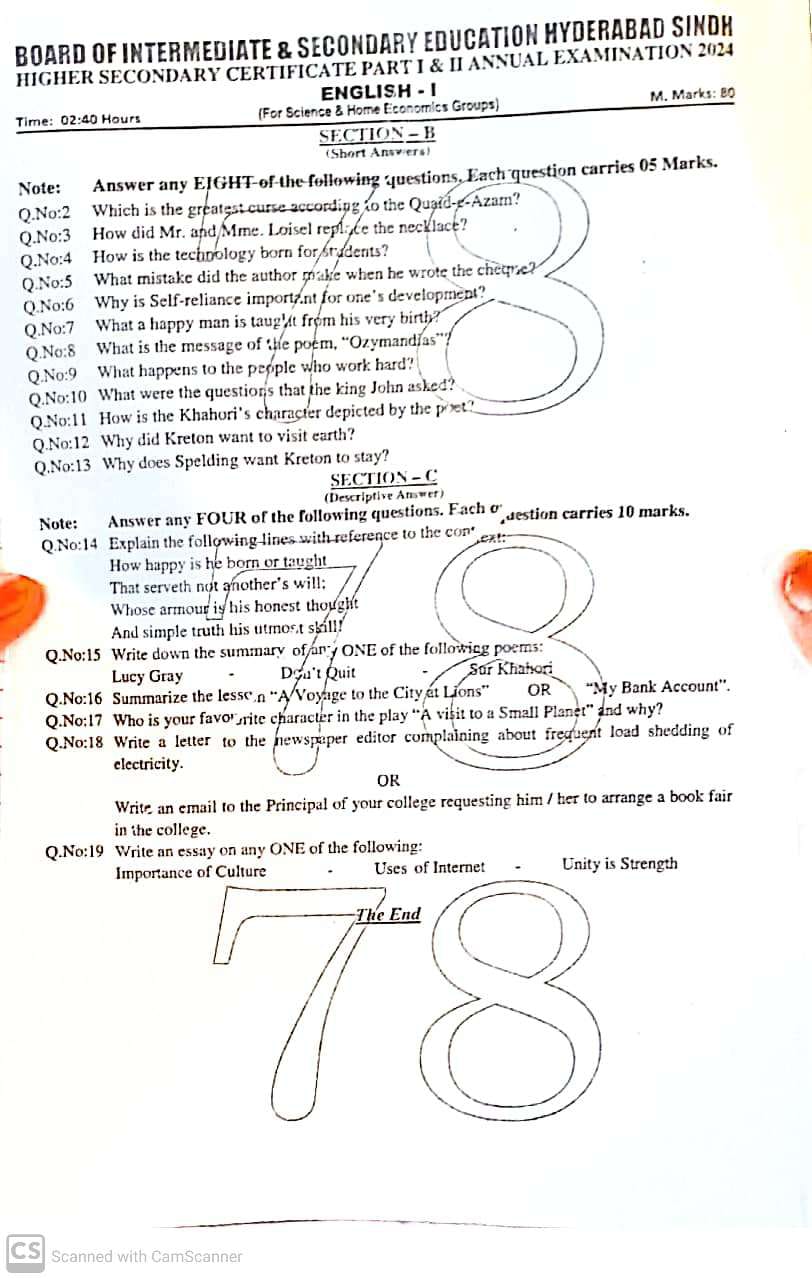 BOARD OF INTERMEDIATE & SECONDARY EDUCATION HYDERABAD SINDH
HIGHER SECONDARY CERTIFICATE PART I & II ANNUAL EXAMINATION 2024
ENGLISH - I
Time: 02:40 Hours (For Science & Home Economics Groups) M. Marks: 80
SECTION – B
(Short Answers)
Note: Answer any EIGHT of the following questions. Each question carries 05 Marks.
Q.No:2 Which is the greatest curse according to the Quaid-e-Azam?
Q.No:3 How did Mr. and Mme. Loisel replace the necklace?
Q.No:4 How is the technology born for students?
Q.No:5 What mistake did the author make when he wrote the cheque?
Q.No:6 Why is Self-reliance important for one's development?
Q.No:7 What a happy man is taught from his very birth?
Q.No:8 What is the message of the poem, "Ozymandias"?
Q.No:9 What happens to the people who work hard?
Q.No:10 What were the questions that the king John asked?
Q.No:11 How is the Khahori's character depicted by the poet?
Q.No:12 Why did Kreton want to visit earth?
Q.No:13 Why does Spelding want Kreton to stay?
SECTION – C
(Descriptive Answer)
Note: Answer any FOUR of the following questions. Each question carries 10 marks.
Q.No:14 Explain the following lines with reference to the context:
How happy is he born or taught
That serveth not another's will;
Whose armour is his honest thought
And simple truth his utmost skill!
Q.No:15 Write down the summary of any ONE of the following poems:
Lucy Gray - Don't Quit - Sur Khahori
Q.No:16 Summarize the lesson "A Voyage to the City at Lions" OR "My Bank Account".
Q.No:17 Who is your favourite character in the play "A visit to a Small Planet" and why?
Q.No:18 Write a letter to the newspaper editor complaining about frequent load shedding of
electricity.
OR
Write an email to the Principal of your college requesting him / her to arrange a book fair
in the college.
Q.No:19 Write an essay on any ONE of the following:
Importance of Culture - Uses of Internet - Unity is Strength
The End
78
78
78
CS Scanned with CamScanner